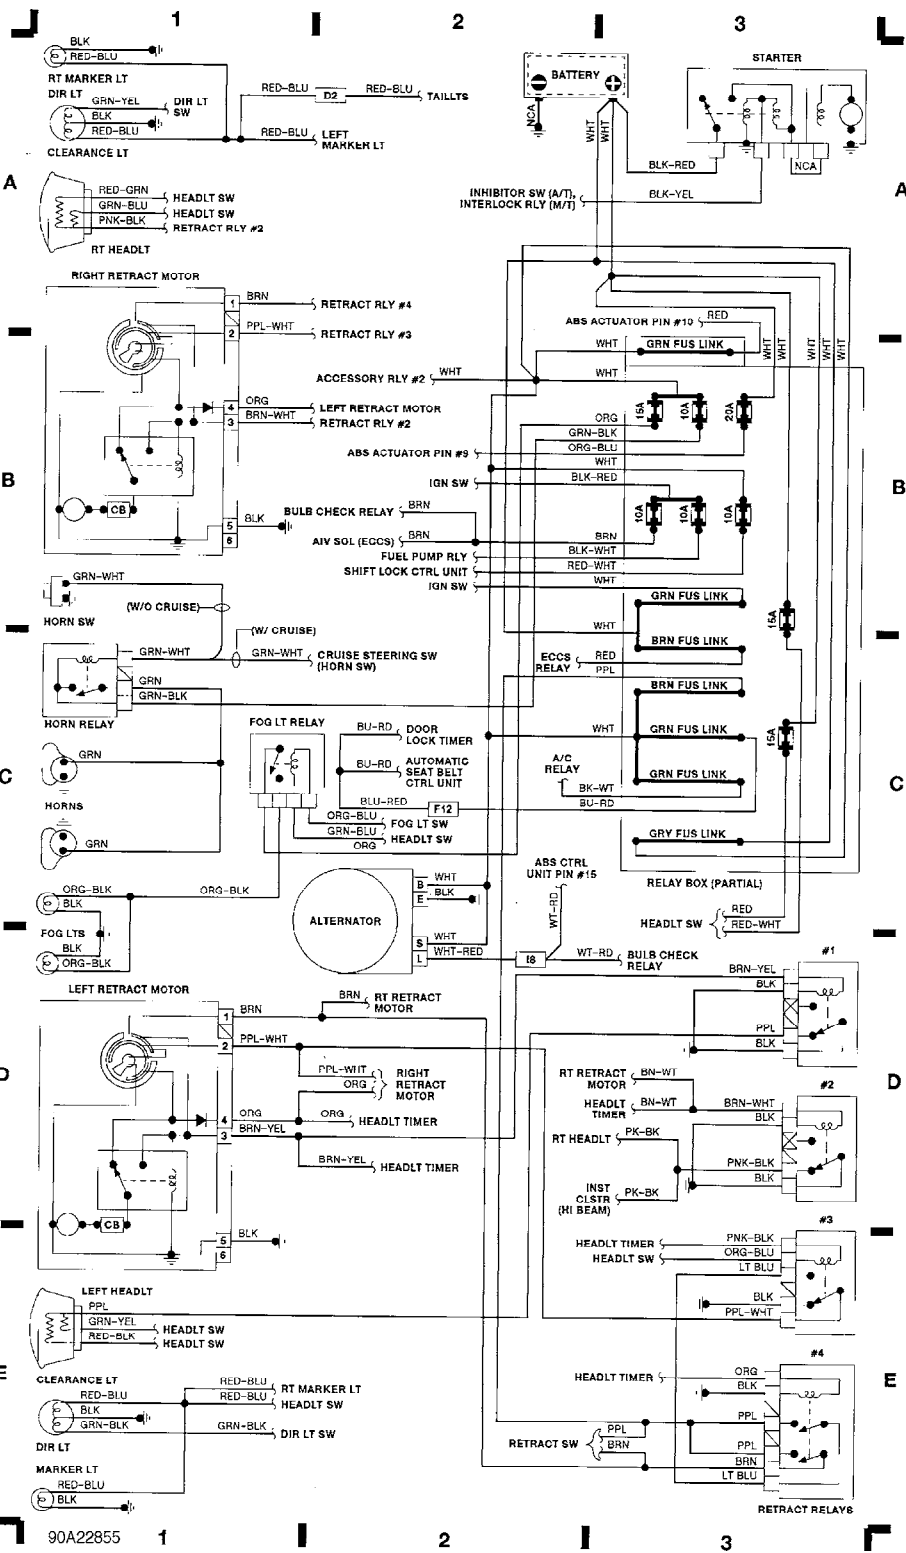 1
2
3
BLK
RED-BLU
RT MARKER LT
DIR LT
GRN-YEL
DIR LT
SW
BLK
RED-BLU
CLEARANCE LT
RED-BLU
D2
RED-BLU
TAILLTS
RED-BLU
LEFT
MARKER LT
BATTERY
NCA
WHT
WHT
STARTER
NCA
BLK-RED
BLK-YEL
INHIBITOR SW (A/T),
INTERLOCK RLY (M/T)
A
A
RED-GRN
HEADLT SW
GRN-BLU
HEADLT SW
PNK-BLK
RETRACT RLY #2
RT HEADLT
RIGHT RETRACT MOTOR
1
BRN
RETRACT RLY #4
2
PPL-WHT
RETRACT RLY #3
4
ORG
LEFT RETRACT MOTOR
3
BRN-WHT
RETRACT RLY #2
CB
5
BLK
6
ABS ACTUATOR PIN #10
RED
WHT
GRN FUS LINK
WHT
WHT
WHT
WHT
WHT
ACCESSORY RLY #2
WHT
WHT
15A
10A
20A
ORG
GRN-BLK
ORG-BLU
ABS ACTUATOR PIN #9
WHT
IGN SW
BLK-RED
B
B
BULB CHECK RELAY
BRN
10A
10A
10A
AIV SOL (ECCS)
BRN
BRN
FUEL PUMP RLY
BLK-WHT
SHIFT LOCK CTRL UNIT
RED-WHT
IGN SW
WHT
GRN FUS LINK
WHT
BRN FUS LINK
15A
ECCS
RELAY
RED
PPL
BRN FUS LINK
WHT
GRN FUS LINK
15A
A/C
RELAY
GRN FUS LINK
BK-WT
BU-RD
GRY FUS LINK
RELAY BOX (PARTIAL)
GRN-WHT
HORN SW
(W/O CRUISE)
(W/ CRUISE)
GRN-WHT
GRN-WHT
CRUISE STEERING SW
(HORN SW)
GRN
GRN-BLK
HORN RELAY
FOG LT RELAY
BU-RD
DOOR
LOCK TIMER
BU-RD
AUTOMATIC
SEAT BELT
CTRL UNIT
BLU-RED
F12
ORG-BLU
FOG LT SW
GRN-BLU
HEADLT SW
ORG
C
C
GRN
HORNS
GRN
ORG-BLK
ORG-BLK
BLK
FOG LTS
BLK
ORG-BLK
ALTERNATOR
B
WHT
E
BLK
S
WHT
L
WHT-RED
I8
ABS CTRL
UNIT PIN #15
WT-RD
WT-RD
BULB CHECK
RELAY
HEADLT SW
RED
RED-WHT
LEFT RETRACT MOTOR
1
BRN
BRN
RT RETRACT
MOTOR
2
PPL-WHT
PPL-WHT
ORG
RIGHT
RETRACT
MOTOR
4
ORG
ORG
HEADLT TIMER
3
BRN-YEL
BRN-YEL
HEADLT TIMER
CB
5
BLK
6
#1
BRN-YEL
BLK
PPL
BLK
D
D
#2
RT RETRACT
MOTOR
BN-WT
HEADLT
TIMER
BN-WT
BRN-WHT
BLK
RT HEADLT
PK-BK
PNK-BLK
BLK
INST
CLSTR
(HI BEAM)
PK-BK
#3
HEADLT TIMER
PNK-BLK
HEADLT SW
ORG-BLU
LT BLU
BLK
PPL-WHT
LEFT HEADLT
PPL
GRN-YEL
HEADLT SW
RED-BLK
HEADLT SW
CLEARANCE LT
RED-BLU
RED-BLU
RT MARKER LT
RED-BLU
HEADLT SW
BLK
GRN-BLK
GRN-BLK
DIR LT SW
DIR LT
MARKER LT
RED-BLU
BLK
#4
E
E
HEADLT TIMER
ORG
BLK
PPL
RETRACT SW
PPL
BRN
PPL
BRN
LT BLU
RETRACT RELAYS
90A22855
1
2
3